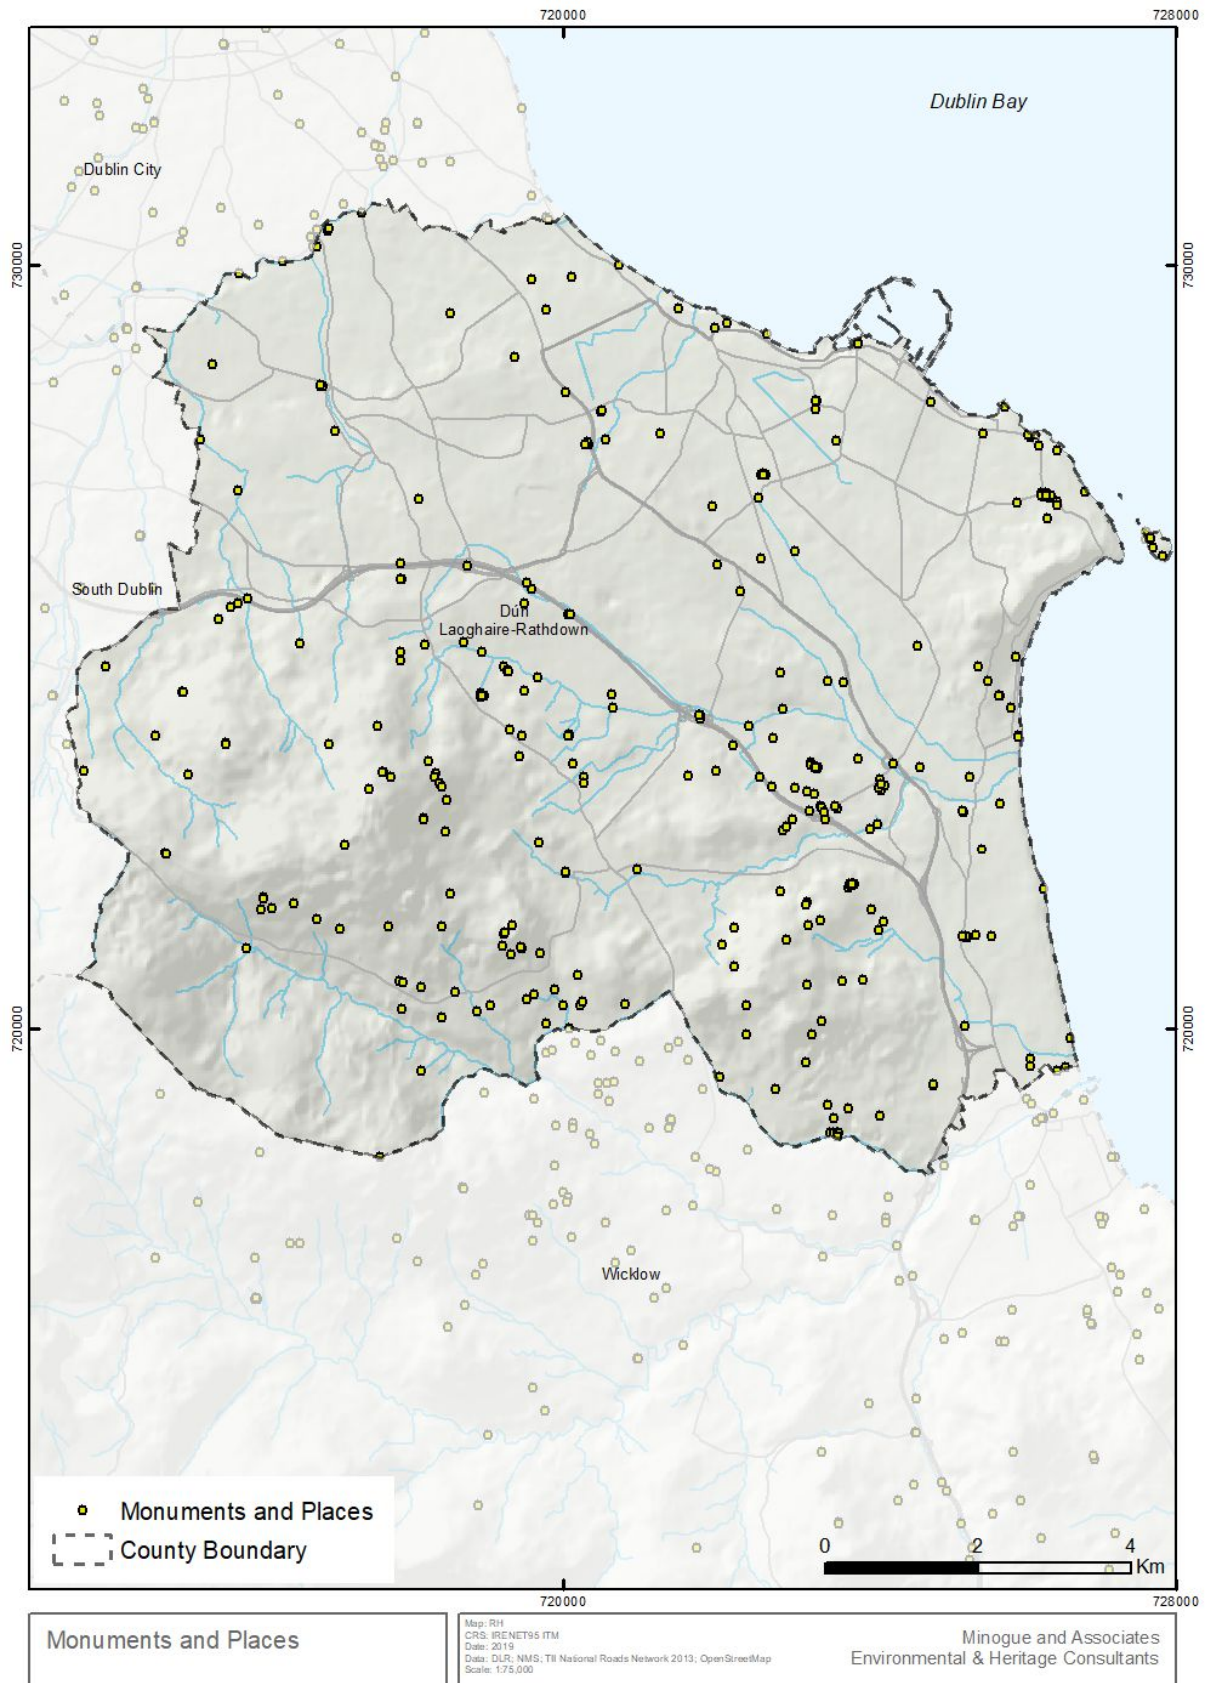 720000
728000
Dublin Bay
Dublin City
730000
730000
South Dublin
Dún
Laoghaire-Rathdown
720000
720000
Wicklow
Monuments and Places
County Boundary
0 2 4
Km
720000
728000
Monuments and Places
Map: RH
CRS: IRENET95 ITM
Date: 2019
Data: DLR; NMS; TII National Roads Network 2013; OpenStreetMap
Scale: 1:75,000
Minogue and Associates
Environmental & Heritage Consultants